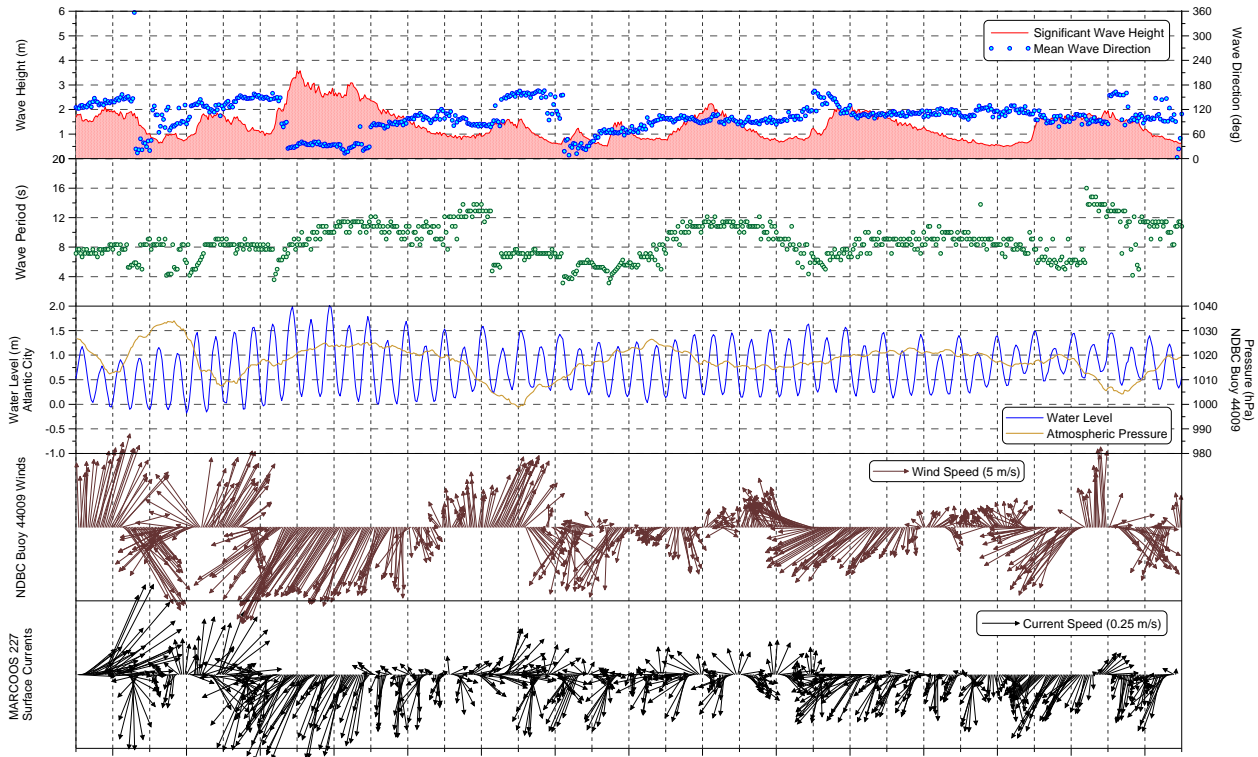 Wave Height (m)
6
5
4
3
2
1
0
Significant Wave Height
Mean Wave Direction
360
300
240
180
120
60
0
Wave Direction (deg)
Wave Period (s)
20
16
12
8
4
Water Level (m)
Atlantic City
2.0
1.5
1.0
0.5
0.0
-0.5
-1.0
Water Level
Atmospheric Pressure
1040
1030
1020
1010
1000
990
980
Pressure (hPa)
NDBC Buoy 44009
NDBC Buoy 44009 Winds
Wind Speed (5 m/s)
MARCOOS 227
Surface Currents
Current Speed (0.25 m/s)